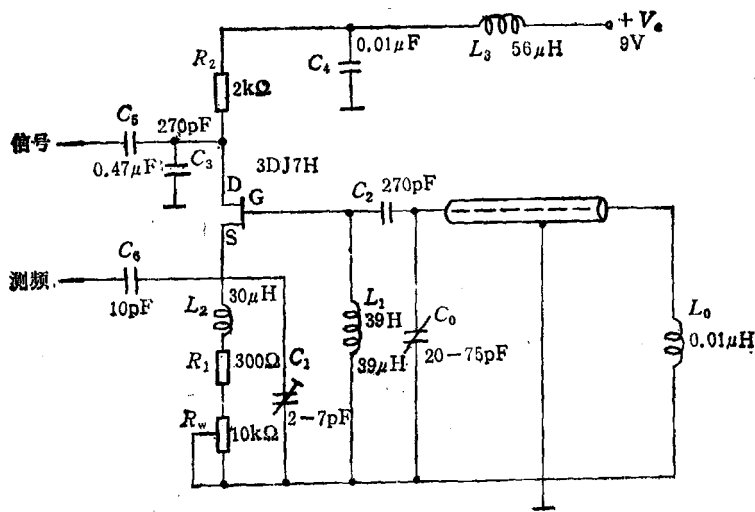 + Vₑ
9V
L₃
56μH
0.01μF
C₄
R₂
2kΩ
C₅
270pF
信号
0.47μF
C₃
3DJ7H
D
G
S
C₂
270pF
C₆
测频
10pF
L₂
30μH
L₁
39H
39μH
C₀
20-75pF
L₀
0.01μH
R₁
300Ω
C₁
2-7pF
R_w
10kΩ